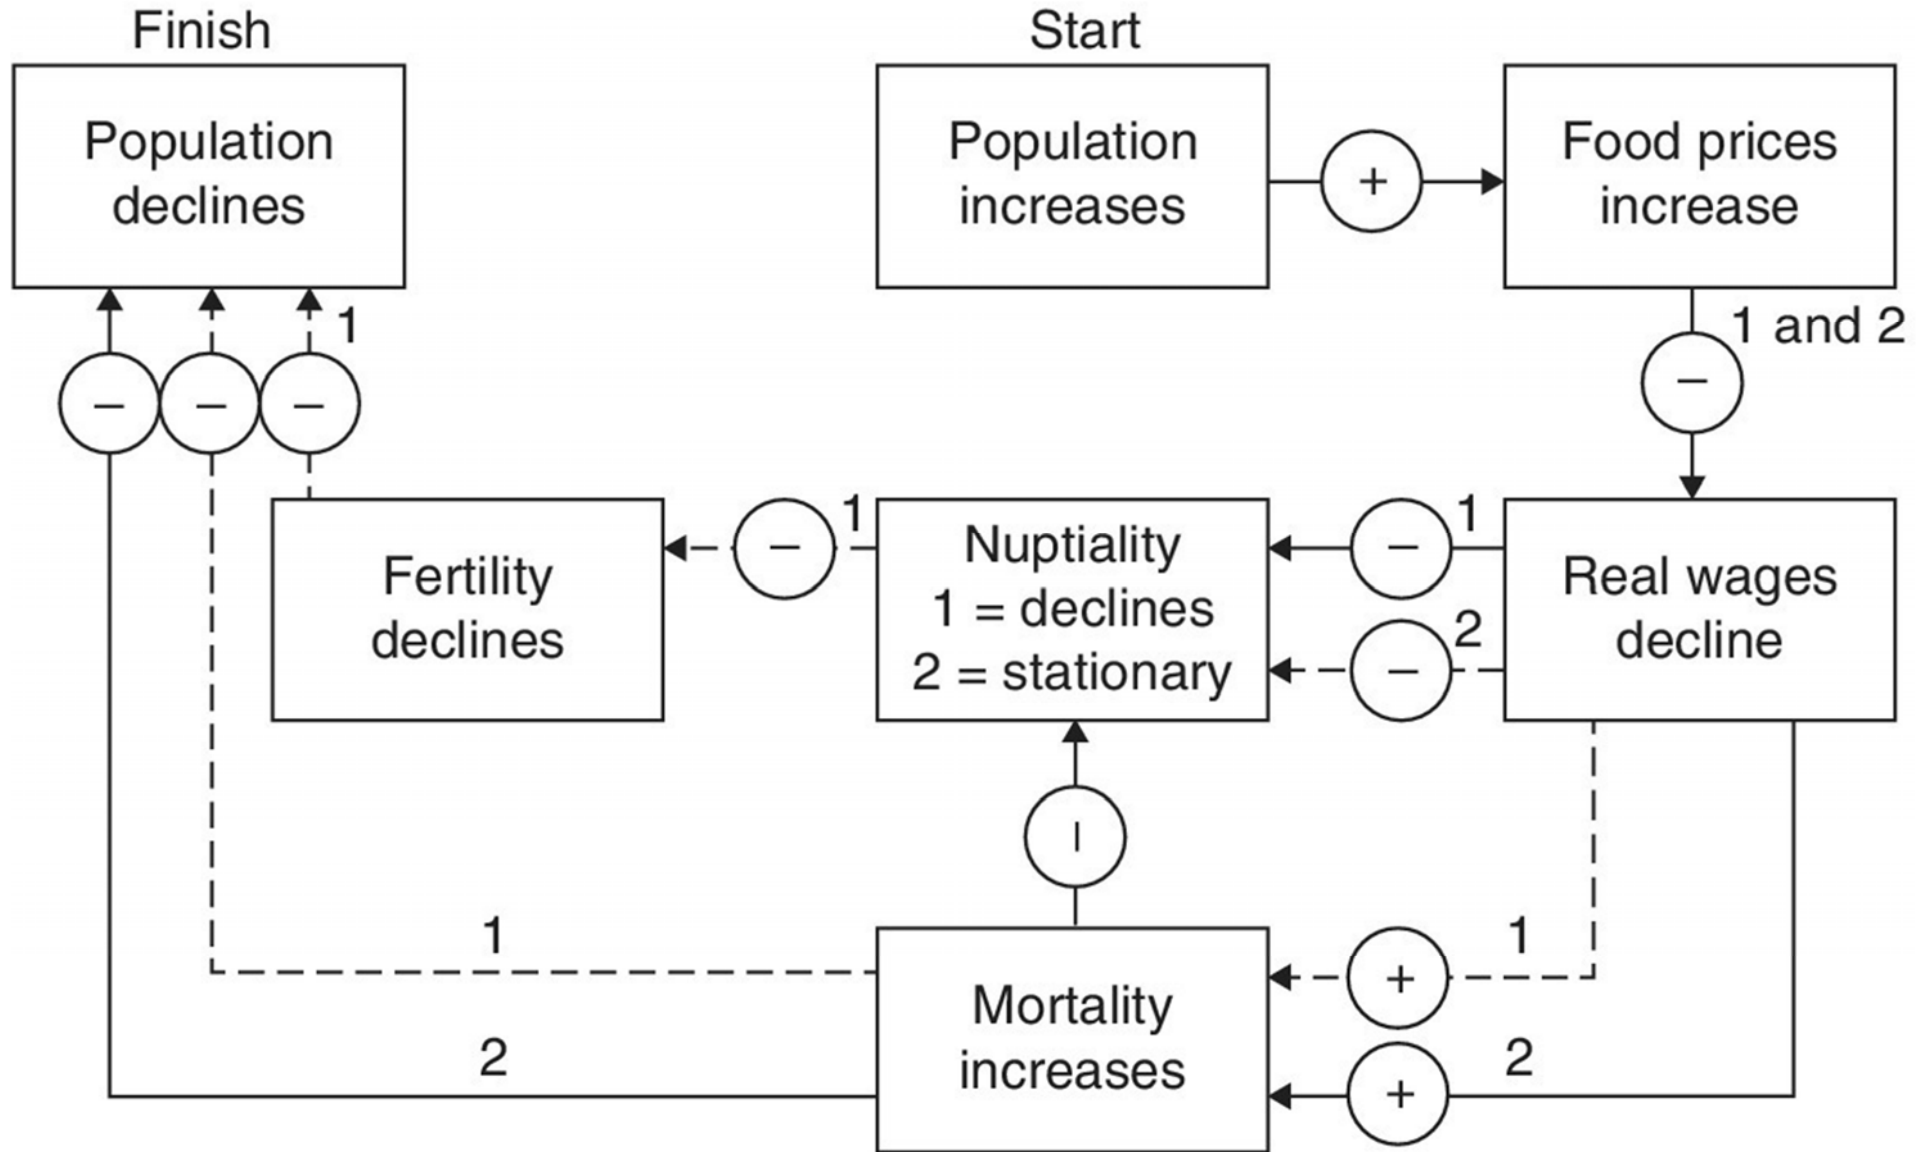 Finish
Start
Population
declines
Population
increases
+
Food prices
increase
1
1 and 2
−
−
−
−
Fertility
declines
−
1
Nuptiality
1 = declines
2 = stationary
−
1
−
2
Real wages
decline
−
1
2
Mortality
increases
+
1
+
2